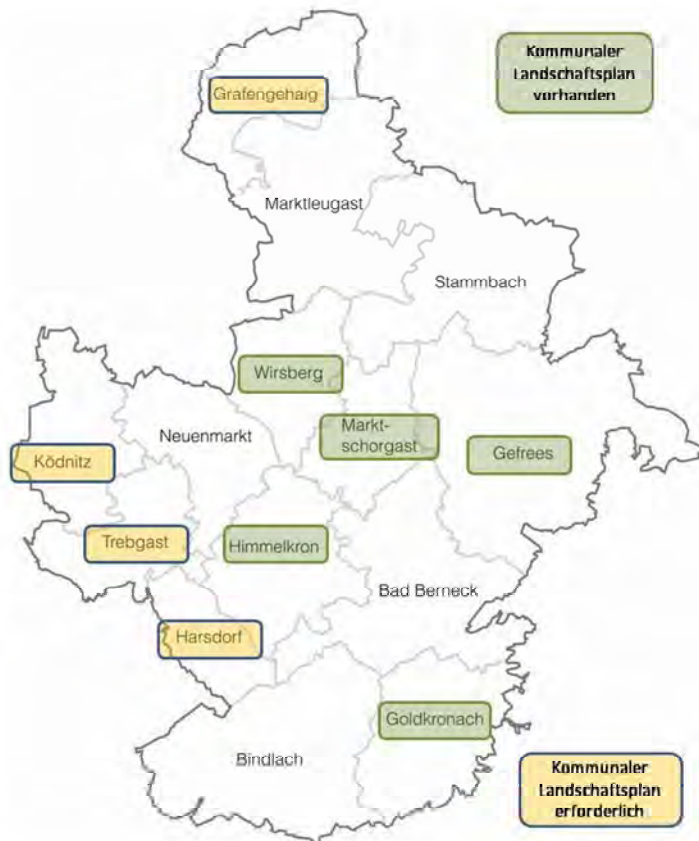 Kommunaler
Landschaftsplan
vorhanden
Grafengehaig
Marktleugast
Stammbach
Wirsberg
Markt-
schorgast
Neuenmarkt
Gefrees
Ködnitz
Trebgast
Himmelkron
Bad Berneck
Harsdorf
Goldkronach
Bindlach
Kommunaler
Landschaftsplan
erforderlich